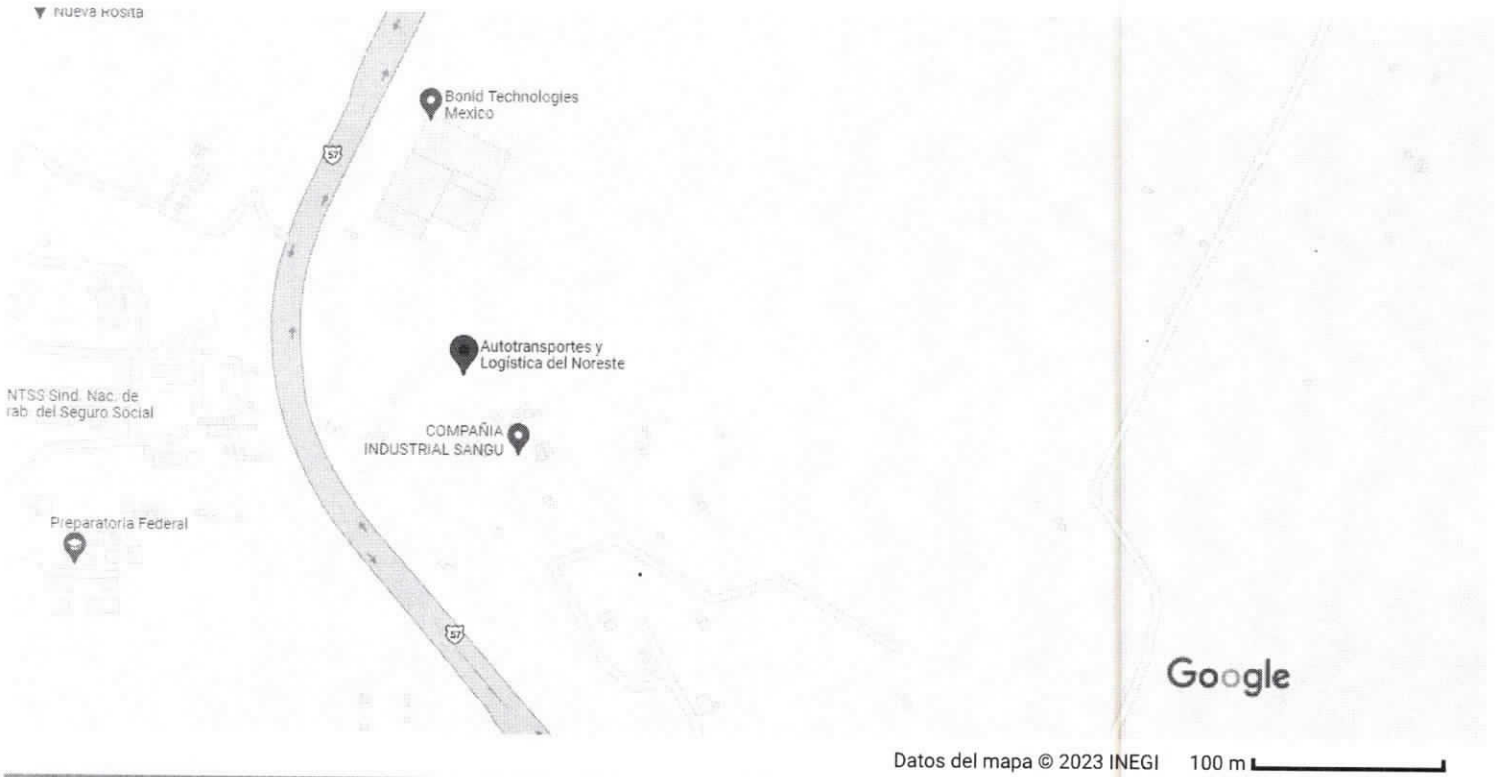 Nueva Rosita
Bonid Technologies
Mexico
57
Autotransportes y
Logística del Noreste
NTSS Sind. Nac. de
rab. del Seguro Social
COMPAÑIA
INDUSTRIAL SANGU
Preparatoria Federal
57
Google
Datos del mapa © 2023 INEGI 100 m